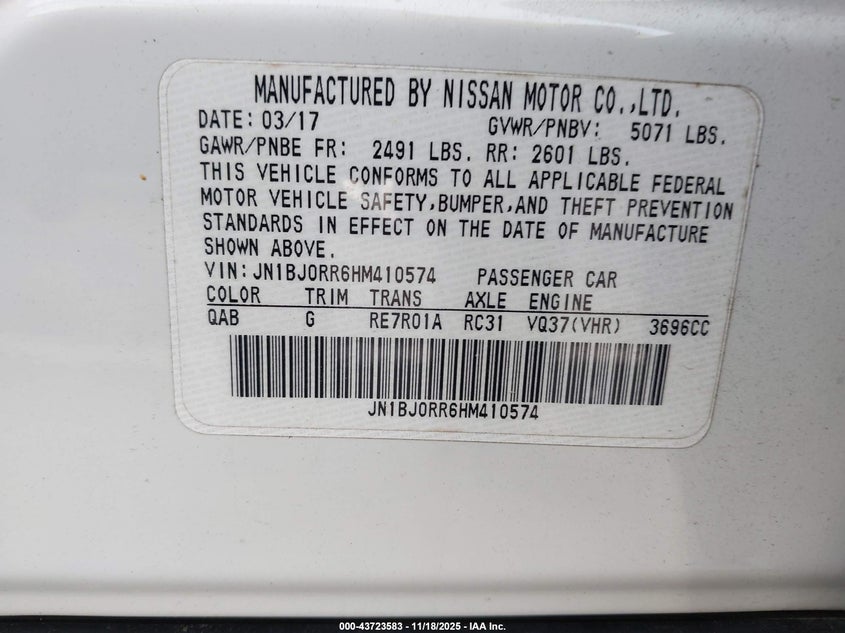 MANUFACTURED BY NISSAN MOTOR CO.,LTD.
DATE: 03/17 GVWR/PNBV: 5071 LBS.
GAWR/PNBE FR: 2491 LBS. RR: 2601 LBS.
THIS VEHICLE CONFORMS TO ALL APPLICABLE FEDERAL
MOTOR VEHICLE SAFETY,BUMPER,AND THEFT PREVENTION
STANDARDS IN EFFECT ON THE DATE OF MANUFACTURE
SHOWN ABOVE.
VIN: JN1BJ0RR6HM410574 PASSENGER CAR
COLOR TRIM TRANS AXLE ENGINE
QAB G RE7R01A RC31 VQ37(VHR) 3696CC
JN1BJ0RR6HM410574
000-43723583 - 11/18/2025 - IAA Inc.